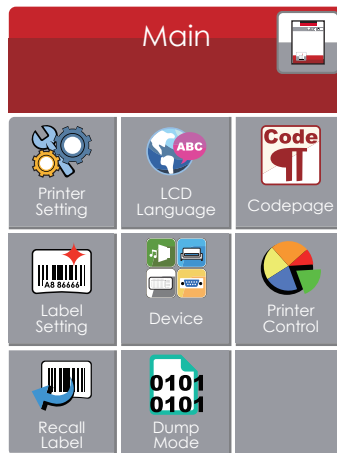 Main
ABC
Code
Printer
Setting
LCD
Language
Codepage
A8 86666
Label
Setting
Device
Printer
Control
0101
0101
Recall
Label
Dump
Mode